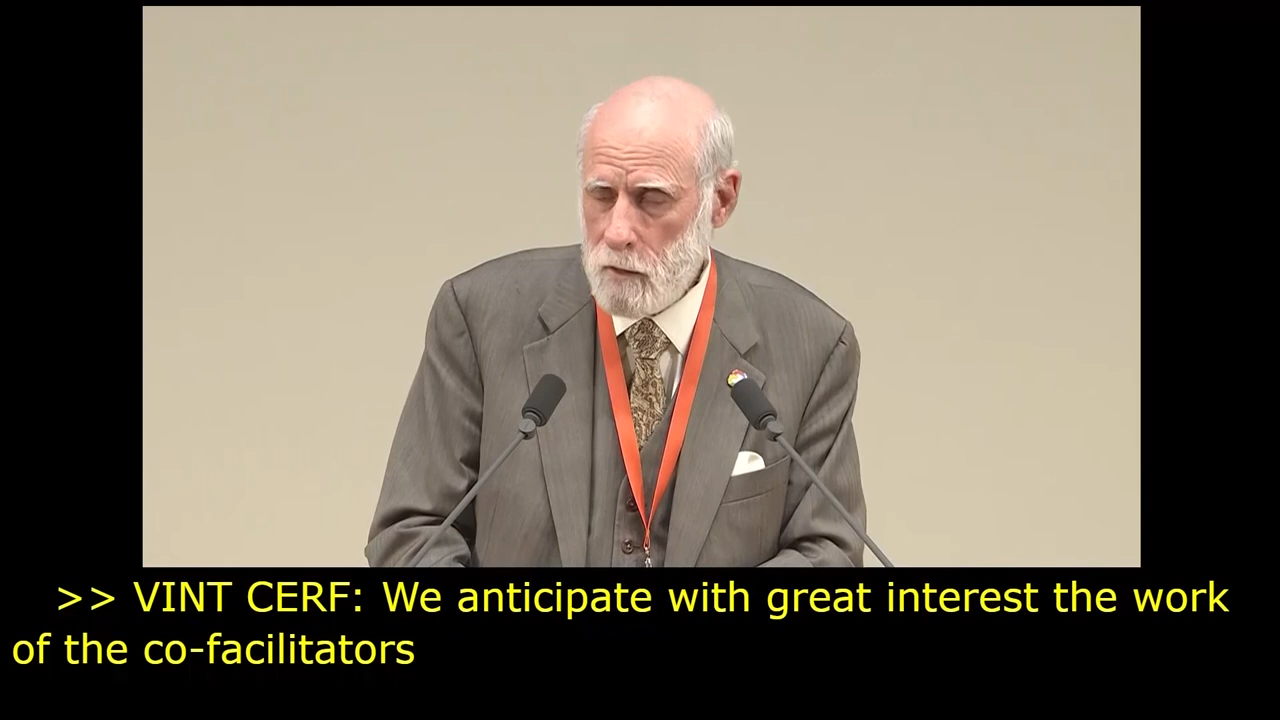 >> VINT CERF: We anticipate with great interest the work
of the co-facilitators